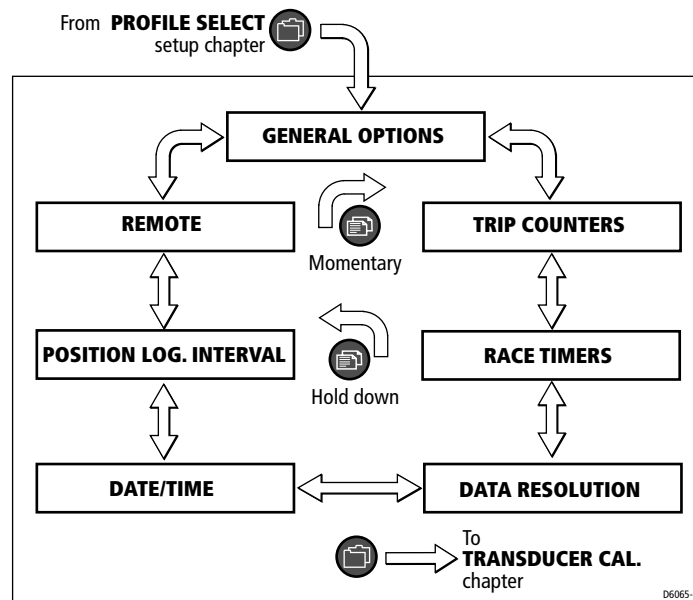 From PROFILE SELECT
setup chapter
GENERAL OPTIONS
REMOTE
TRIP COUNTERS
Momentary
POSITION LOG. INTERVAL
RACE TIMERS
Hold down
DATE/TIME
DATA RESOLUTION
To
TRANSDUCER CAL.
chapter
D6065-